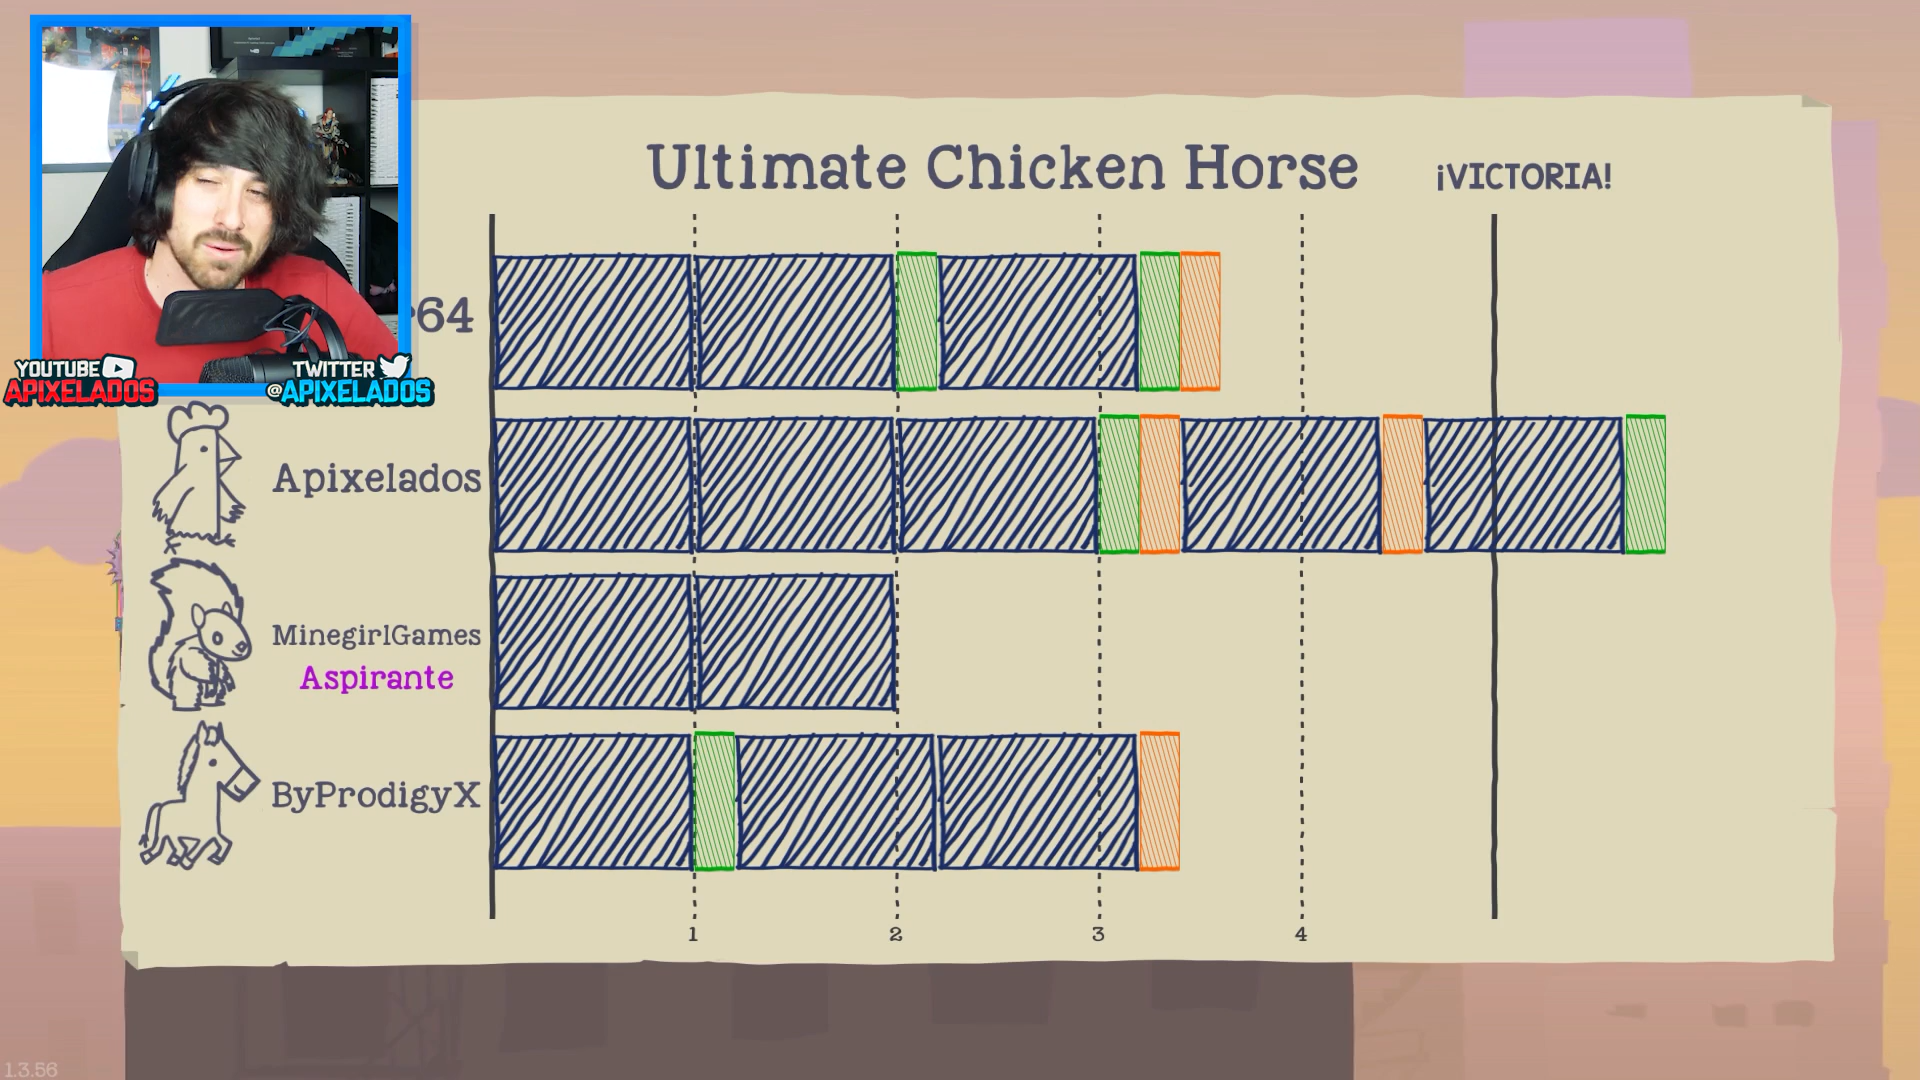 Ultimate Chicken Horse
¡VICTORIA!
r64
YOUTUBE
APIXELADOS
TWITTER
@APIXELADOS
Apixelados
MinegirlGames
Aspirante
ByProdigyX
1 2 3 4
1.3.56